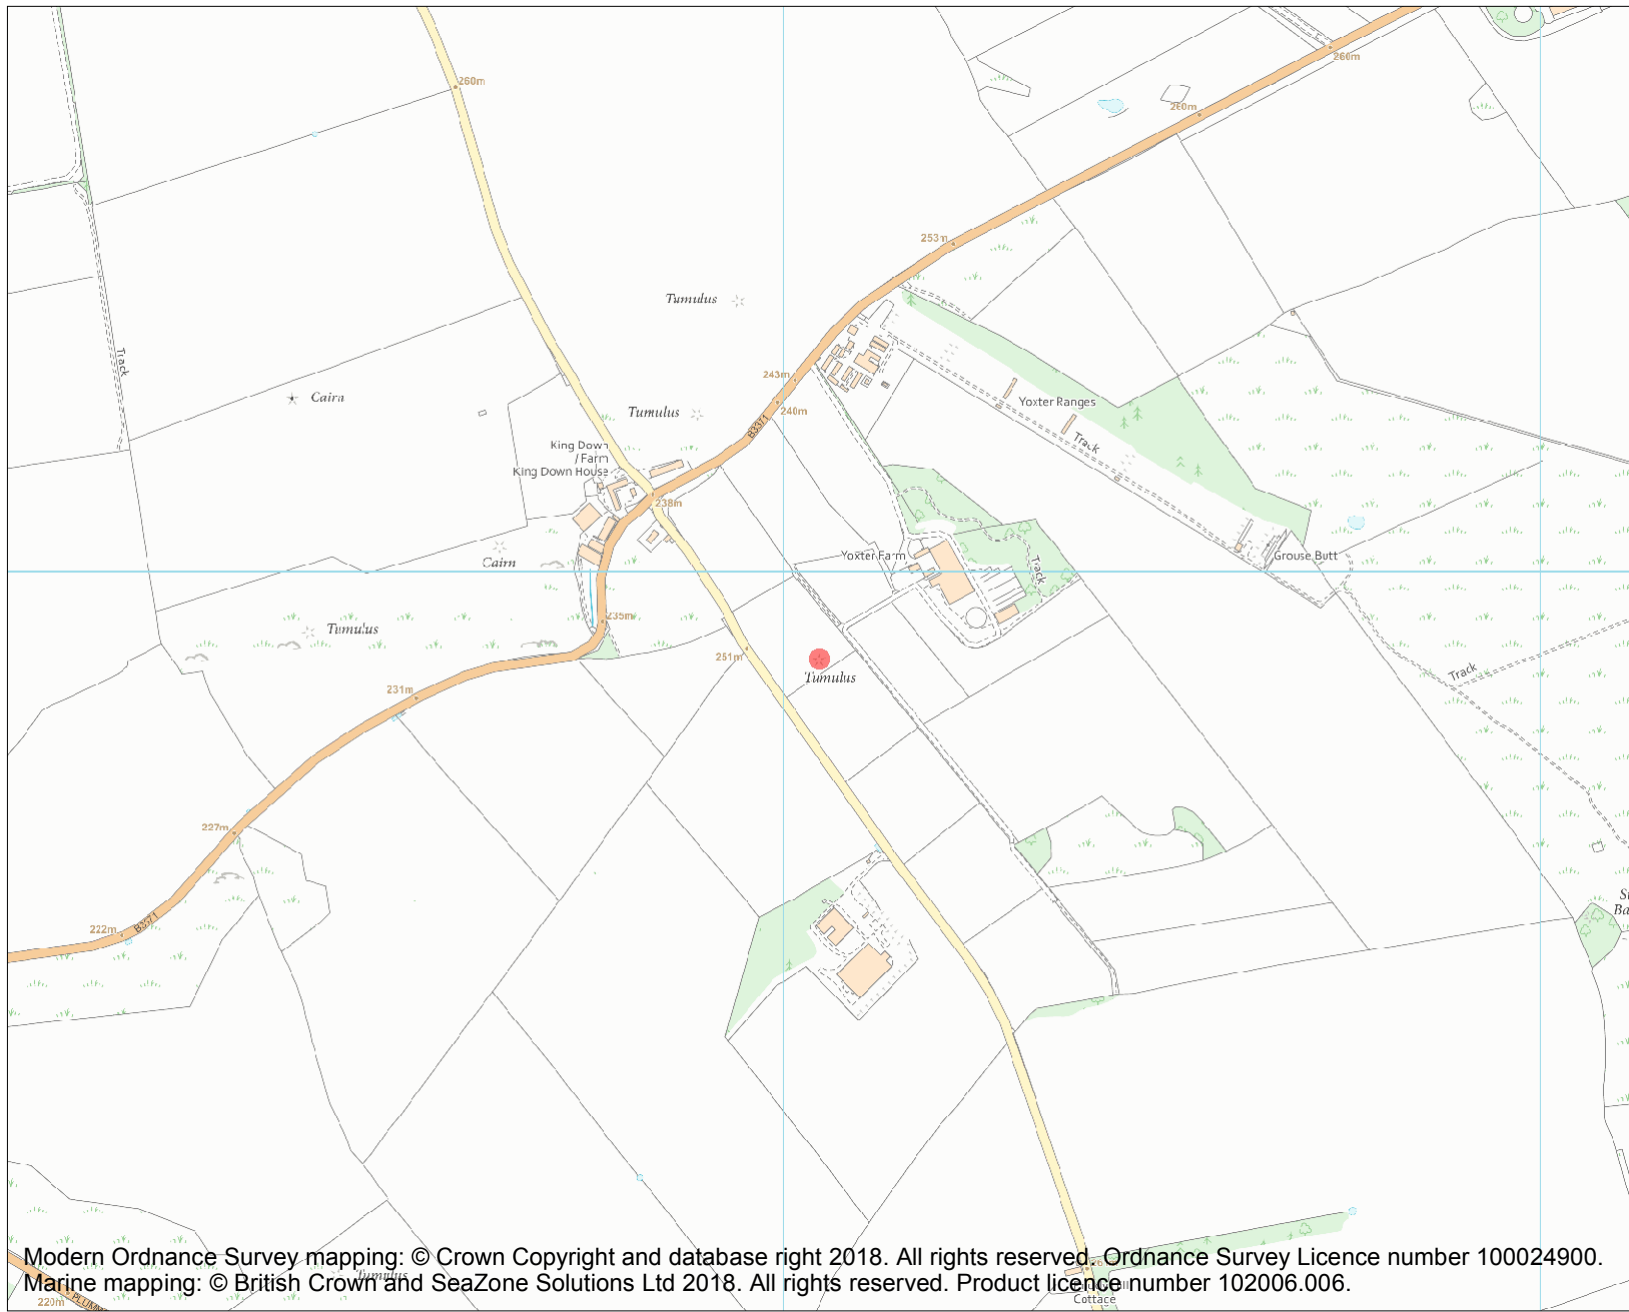 260m
260m
260m
253m
Tumulus
Track
243m
240m
Cairn
Tumulus
Yoxter Ranges
B3371
Track
King Down
Farm
King Down House
238m
Cairn
Yoxter Farm
Grouse Butt
Track
235m
Tumulus
251m
Tumulus
Track
231m
227m
222m
B3371
Modern Ordnance Survey mapping: © Crown Copyright and database right 2018. All rights reserved. Ordnance Survey Licence number 100024900.
Marine mapping: © British Crown and SeaZone Solutions Ltd 2018. All rights reserved. Product licence number 102006.006.
Tumulus
220m
Cottage